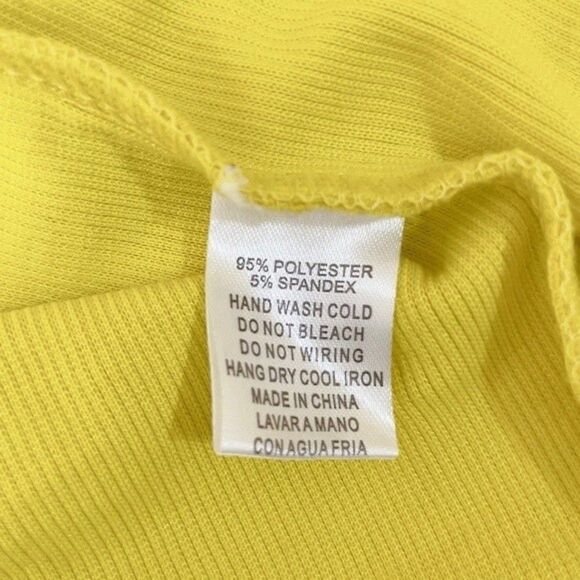 95% POLYESTER
5% SPANDEX
HAND WASH COLD
DO NOT BLEACH
DO NOT WIRING
HANG DRY COOL IRON
MADE IN CHINA
LAVAR A MANO
CON AGUA FRIA